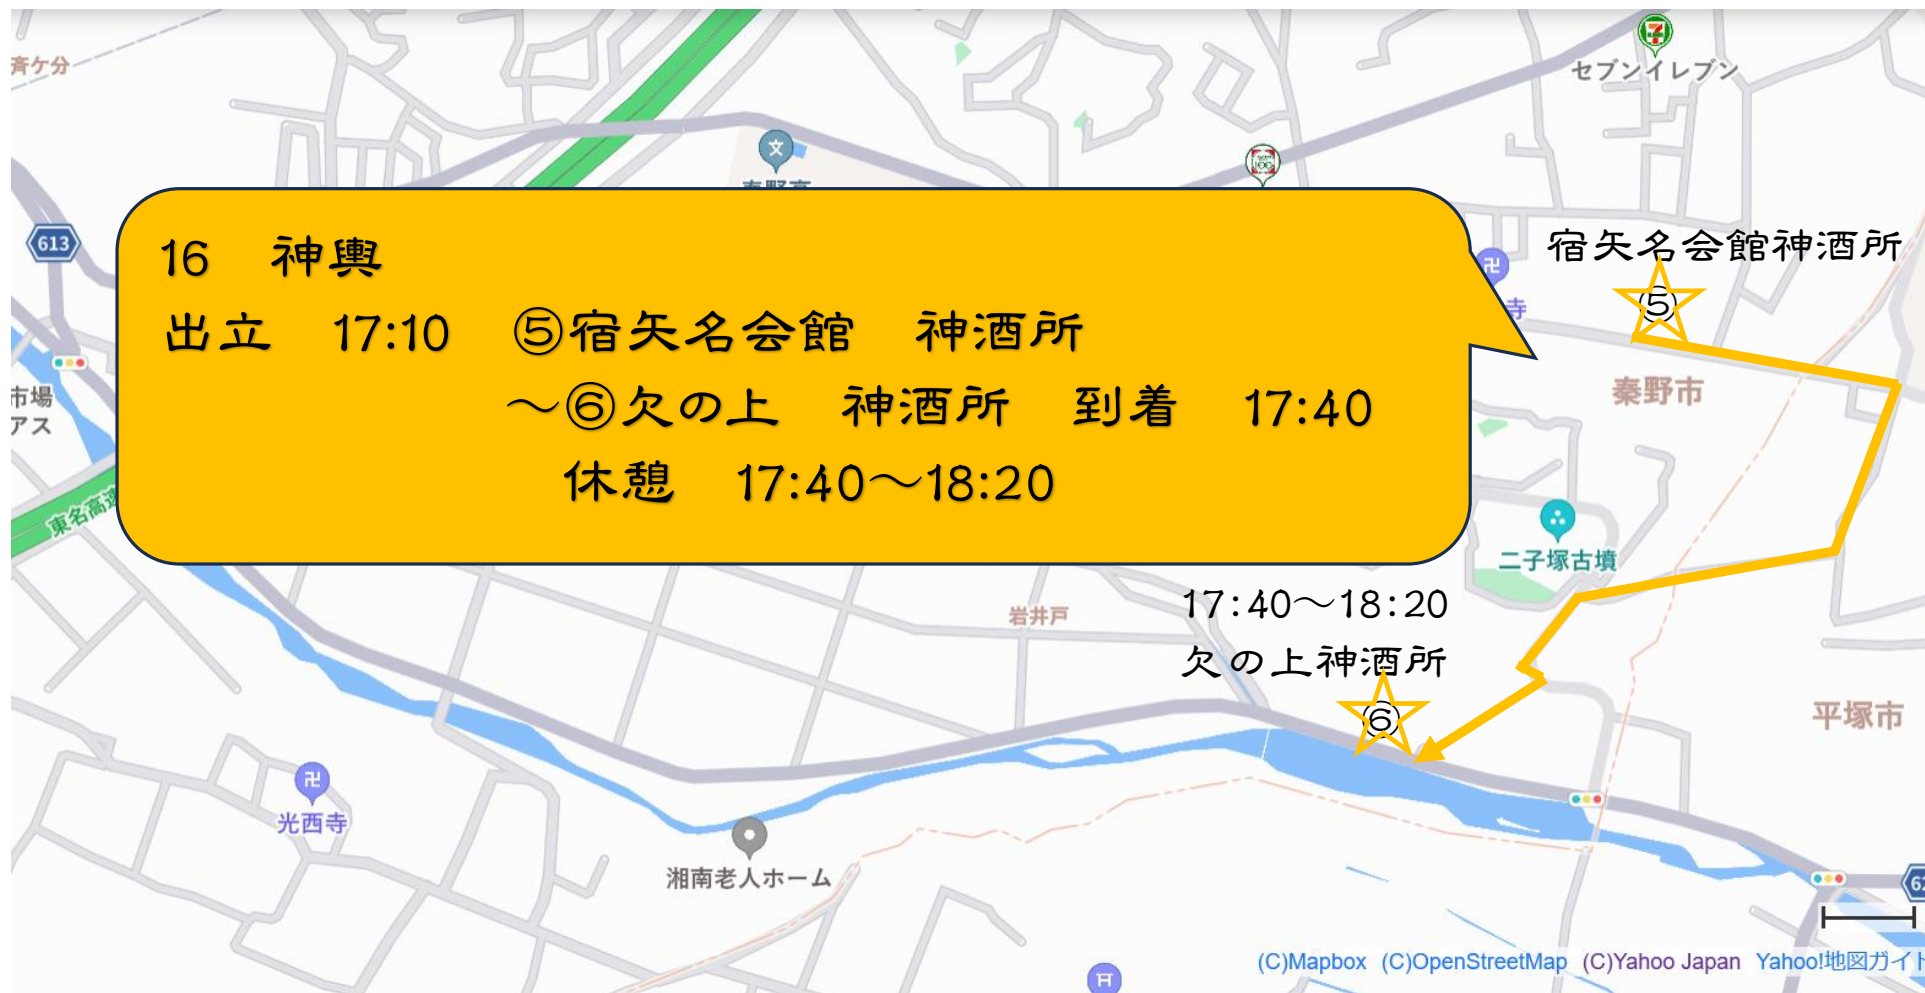 斉ケ分
セブンイレブン
文
613
16 神輿
出立 17:10 ⑤宿矢名会館 神酒所
～⑥欠の上 神酒所 到着 17:40
休憩 17:40～18:20
宿矢名会館神酒所
⑤
寺
秦野市
市場
アス
東名高速
二子塚古墳
岩井戸
17:40～18:20
欠の上神酒所
⑥
平塚市
光西寺
湘南老人ホーム
(C)Mapbox (C)OpenStreetMap (C)Yahoo Japan Yahoo!地図ガイド